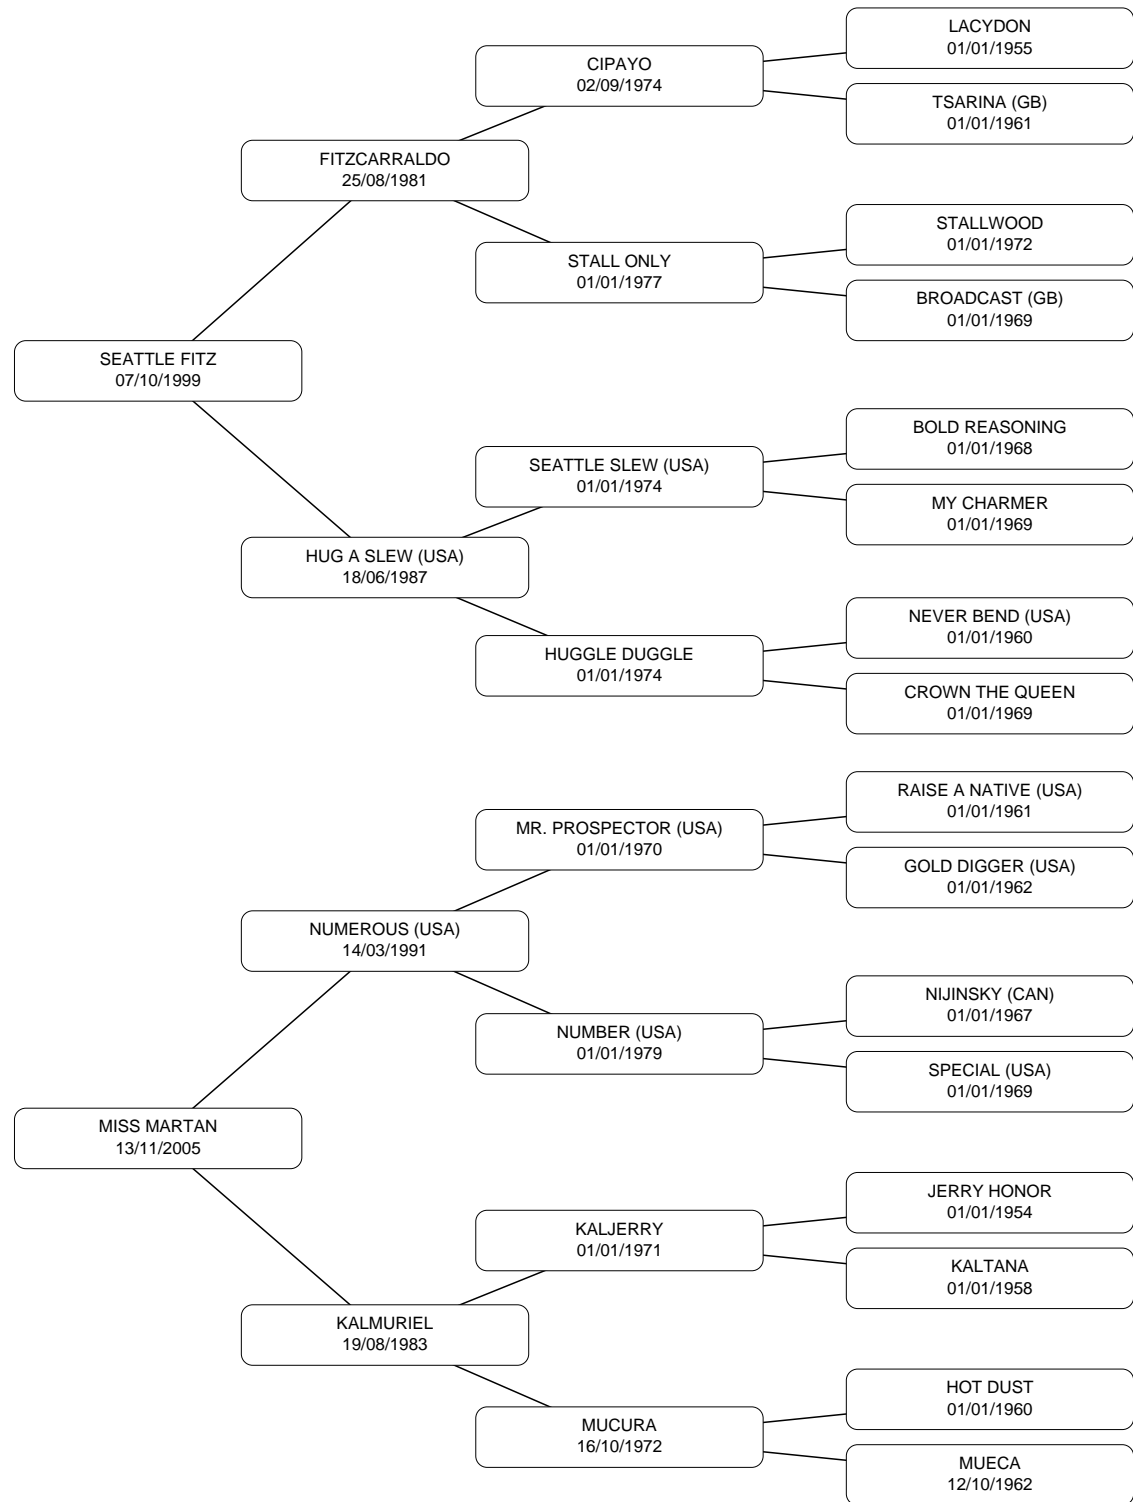 LACYDON
01/01/1955
CIPAYO
02/09/1974
TSARINA (GB)
01/01/1961
FITZCARRALDO
25/08/1981
STALLWOOD
01/01/1972
STALL ONLY
01/01/1977
BROADCAST (GB)
01/01/1969
SEATTLE FITZ
07/10/1999
BOLD REASONING
01/01/1968
SEATTLE SLEW (USA)
01/01/1974
MY CHARMER
01/01/1969
HUG A SLEW (USA)
18/06/1987
NEVER BEND (USA)
01/01/1960
HUGGLE DUGGLE
01/01/1974
CROWN THE QUEEN
01/01/1969
RAISE A NATIVE (USA)
01/01/1961
MR. PROSPECTOR (USA)
01/01/1970
GOLD DIGGER (USA)
01/01/1962
NUMEROUS (USA)
14/03/1991
NIJINSKY (CAN)
01/01/1967
NUMBER (USA)
01/01/1979
SPECIAL (USA)
01/01/1969
MISS MARTAN
13/11/2005
JERRY HONOR
01/01/1954
KALJERRY
01/01/1971
KALTANA
01/01/1958
KALMURIEL
19/08/1983
HOT DUST
01/01/1960
MUCURA
16/10/1972
MUECA
12/10/1962